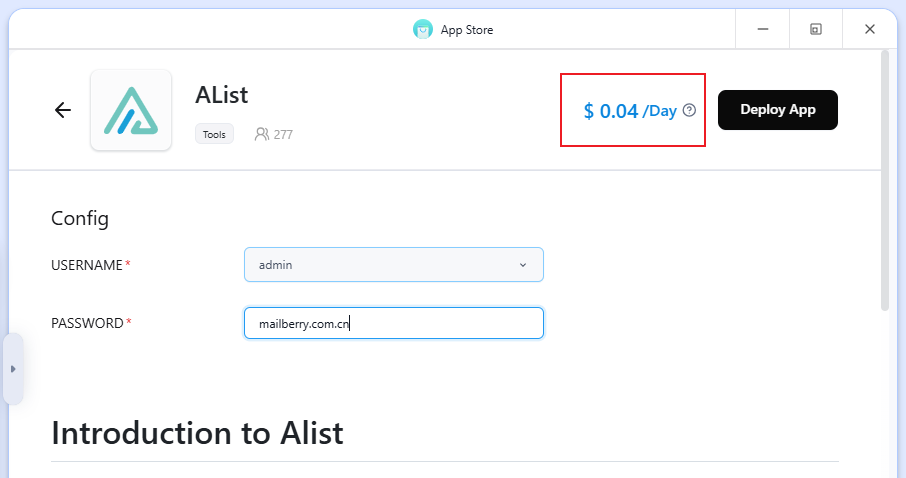 App Store
AList
Tools
277
$ 0.04 /Day
Deploy App
Config
USERNAME*
admin
PASSWORD*
mailberry.com.cn
Introduction to Alist